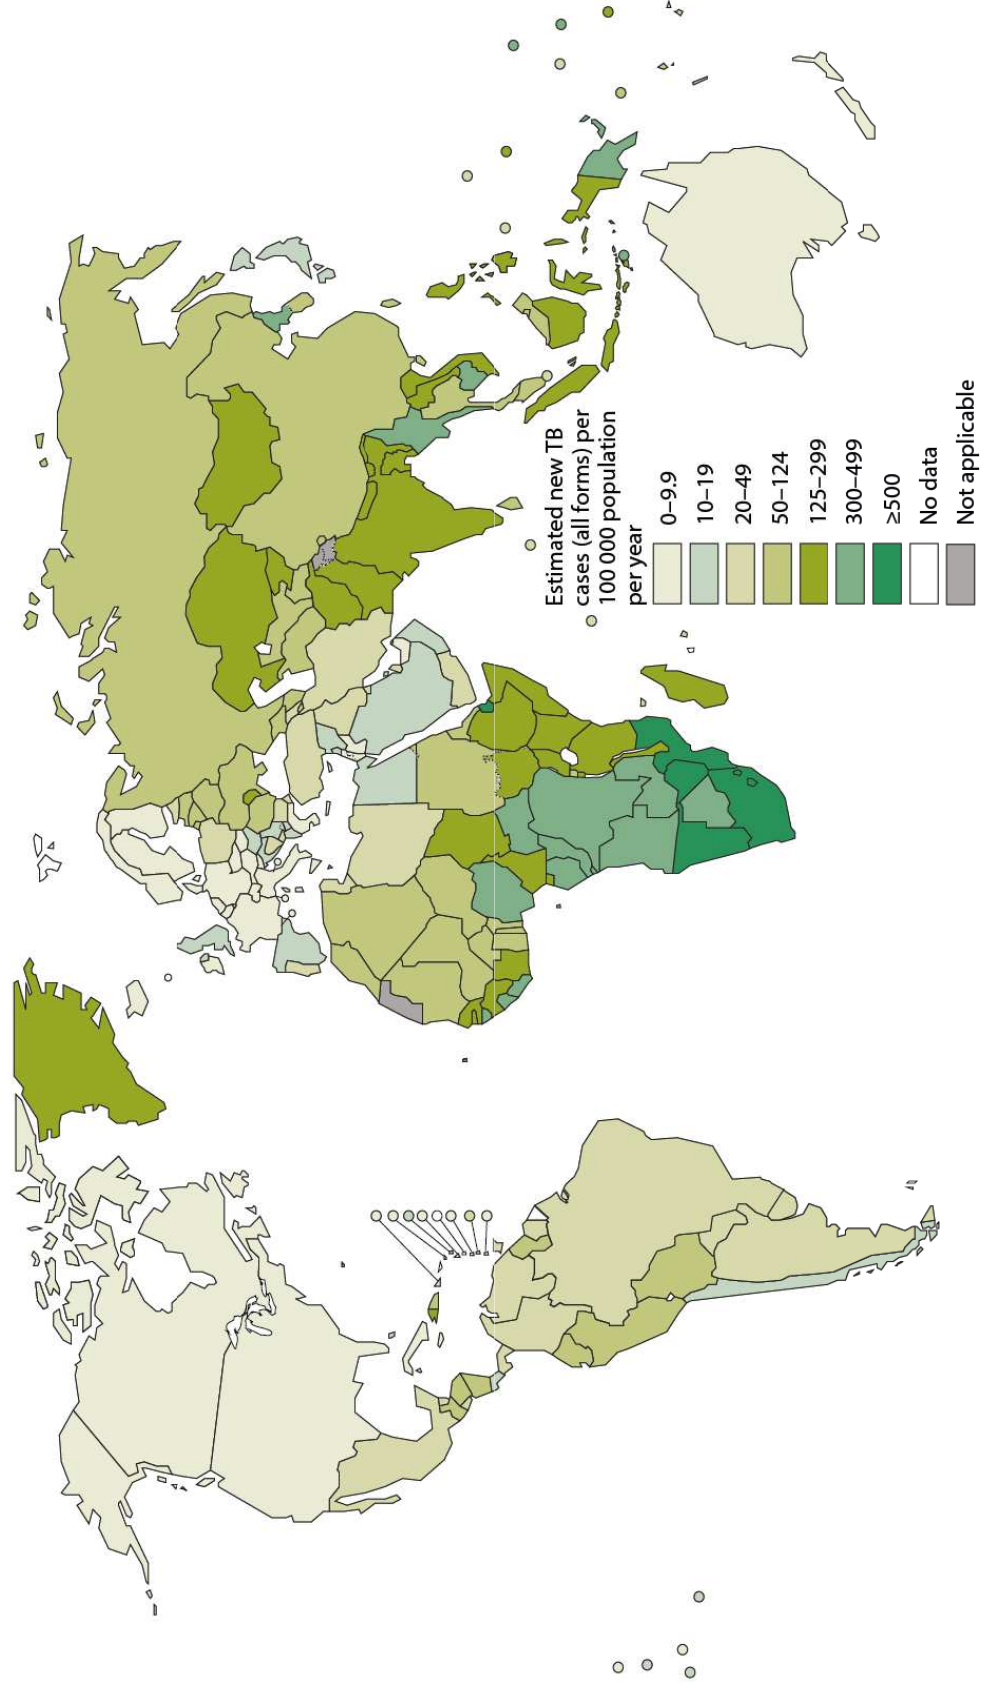 Estimated new TB
cases (all forms) per
100 000 population
per year
0–9.9
10–19
20–49
50–124
125–299
300–499
≥500
No data
Not applicable